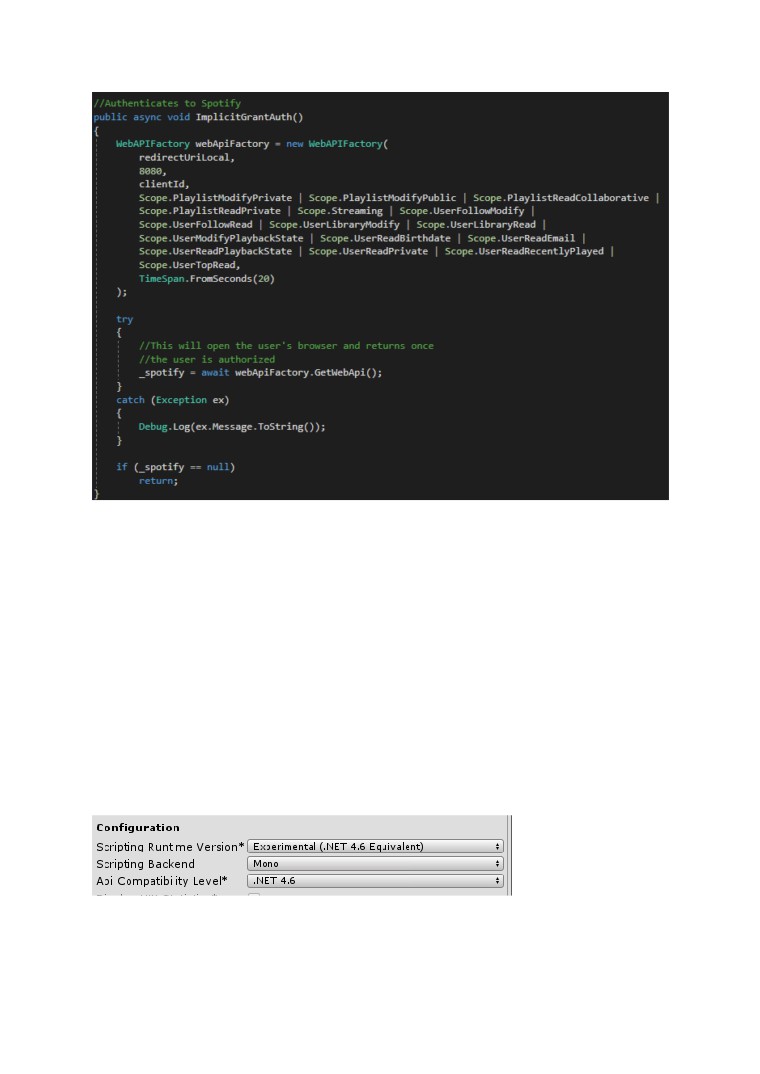 //Authenticates to Spotify
public async void ImplicitGrantAuth()
{
WebAPIFactory webApiFactory = new WebAPIFactory(
redirectUriLocal,
8080,
clientId,
Scope.PlaylistModifyPrivate | Scope.PlaylistModifyPublic | Scope.PlaylistReadCollaborative |
Scope.PlaylistReadPrivate | Scope.Streaming | Scope.UserFollowModify |
Scope.UserFollowRead | Scope.UserLibraryModify | Scope.UserLibraryRead |
Scope.UserModifyPlaybackState | Scope.UserReadBirthdate | Scope.UserReadEmail |
Scope.UserReadPlaybackState | Scope.UserReadPrivate | Scope.UserReadRecentlyPlayed |
Scope.UserTopRead,
TimeSpan.FromSeconds(20)
);
try
{
//This will open the user's browser and returns once
//the user is authorized
_spotify = await webApiFactory.GetWebApi();
}
catch (Exception ex)
{
Debug.Log(ex.Message.ToString());
}
if (_spotify == null)
return;
}
Configuration
Scripting Runtime Version* Experimental (.NET 4.6 Equivalent)
Scripting Backend Mono
Api Compatibility Level* .NET 4.6